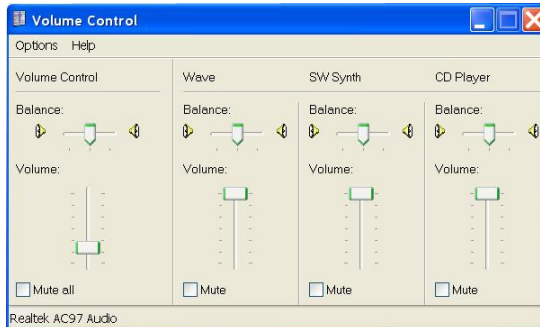 Volume Control
Options Help
Volume Control Wave SW Synth CD Player
Balance: Balance: Balance: Balance:
Volume: Volume: Volume: Volume:
Mute all Mute Mute Mute
Realtek AC97 Audio